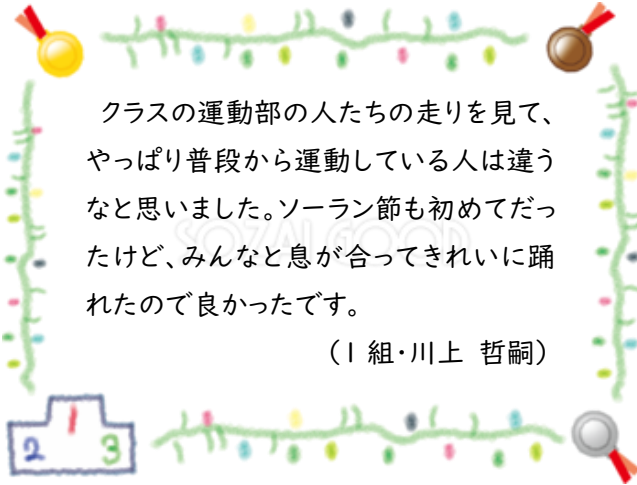 クラスの運動部の人たちの走りを見て、
やっぱり普段から運動している人は違う
なと思いました。ソーラン節も初めてだっ
たけど、みんなと息が合ってきれいに踊
れたので良かったです。
（1組・川上　哲嗣）
SOZAI GOOD
1
2 3